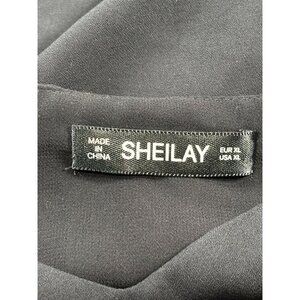 MADE
IN
CHINA
SHEILAY
EUR XL
USA XL